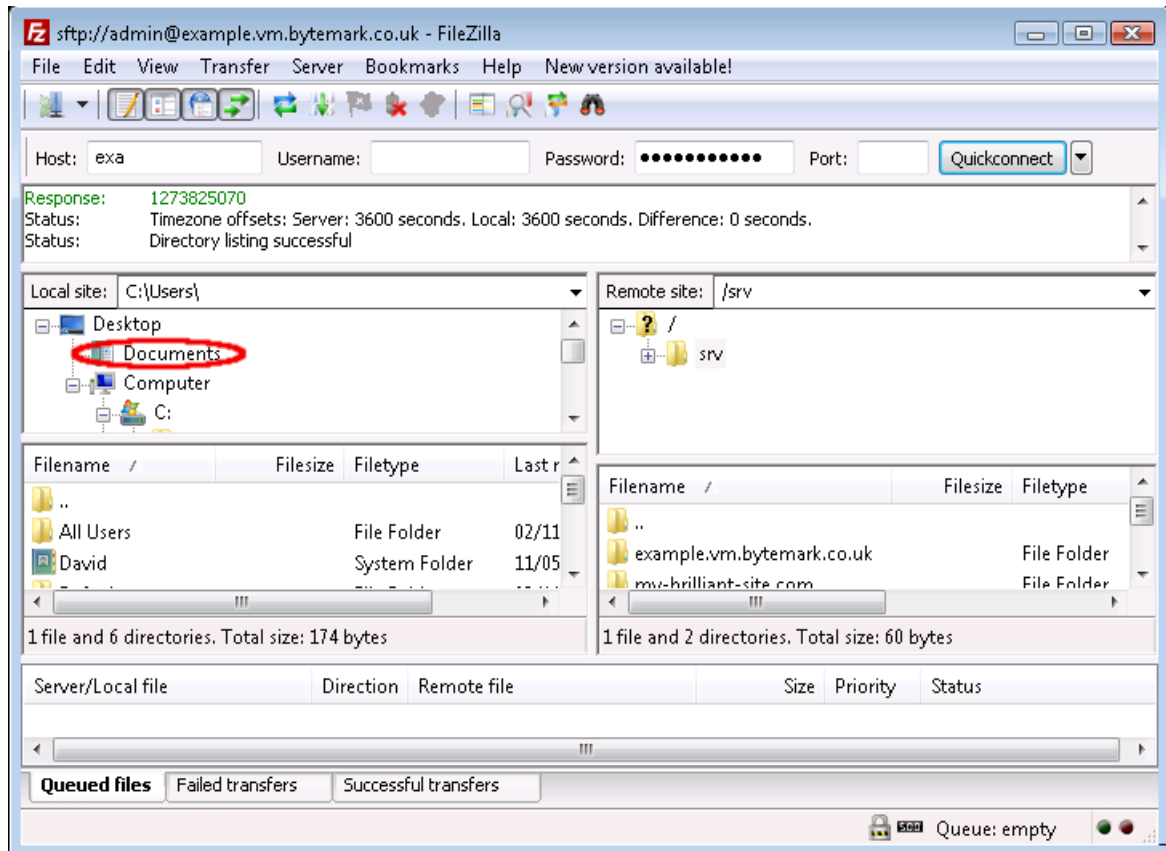 sftp://admin@example.vm.bytemark.co.uk - FileZilla
File Edit View Transfer Server Bookmarks Help New version available!
Host: exa Username: Password: ●●●●●●●●●●● Port: Quickconnect
Response: 1273825070
Status: Timezone offsets: Server: 3600 seconds. Local: 3600 seconds. Difference: 0 seconds.
Status: Directory listing successful
Local site: C:\Users\
Desktop
Documents
Computer
C:
Filename / Filesize Filetype Last r
..
All Users File Folder 02/11
David System Folder 11/05
1 file and 6 directories. Total size: 174 bytes
Remote site: /srv
/
srv
Filename / Filesize Filetype
..
example.vm.bytemark.co.uk File Folder
my-brilliant-site.com File Folder
1 file and 2 directories. Total size: 60 bytes
Server/Local file Direction Remote file Size Priority Status
Queued files Failed transfers Successful transfers
Queue: empty